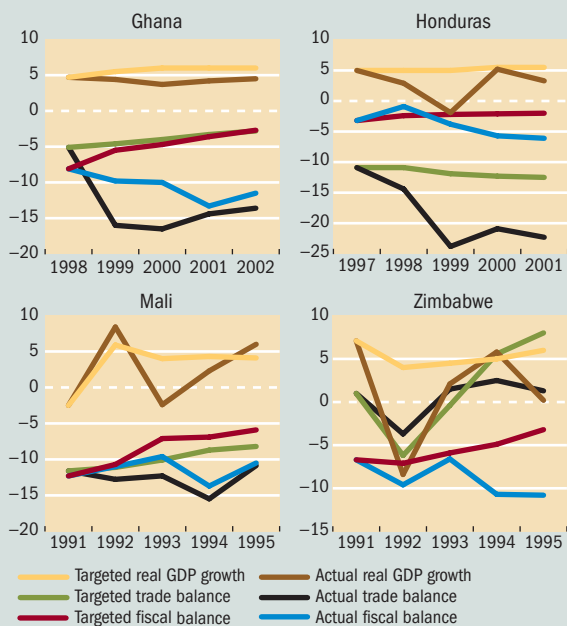 Ghana
10
5
0
−5
−10
−15
−20
1998 1999 2000 2001 2002
Honduras
10
5
0
−5
−10
−15
−20
−25
1997 1998 1999 2000 2001
Mali
10
5
0
−5
−10
−15
−20
1991 1992 1993 1994 1995
Zimbabwe
10
5
0
−5
−10
−15
1991 1992 1993 1994 1995
Targeted real GDP growth
Actual real GDP growth
Targeted trade balance
Actual trade balance
Targeted fiscal balance
Actual fiscal balance